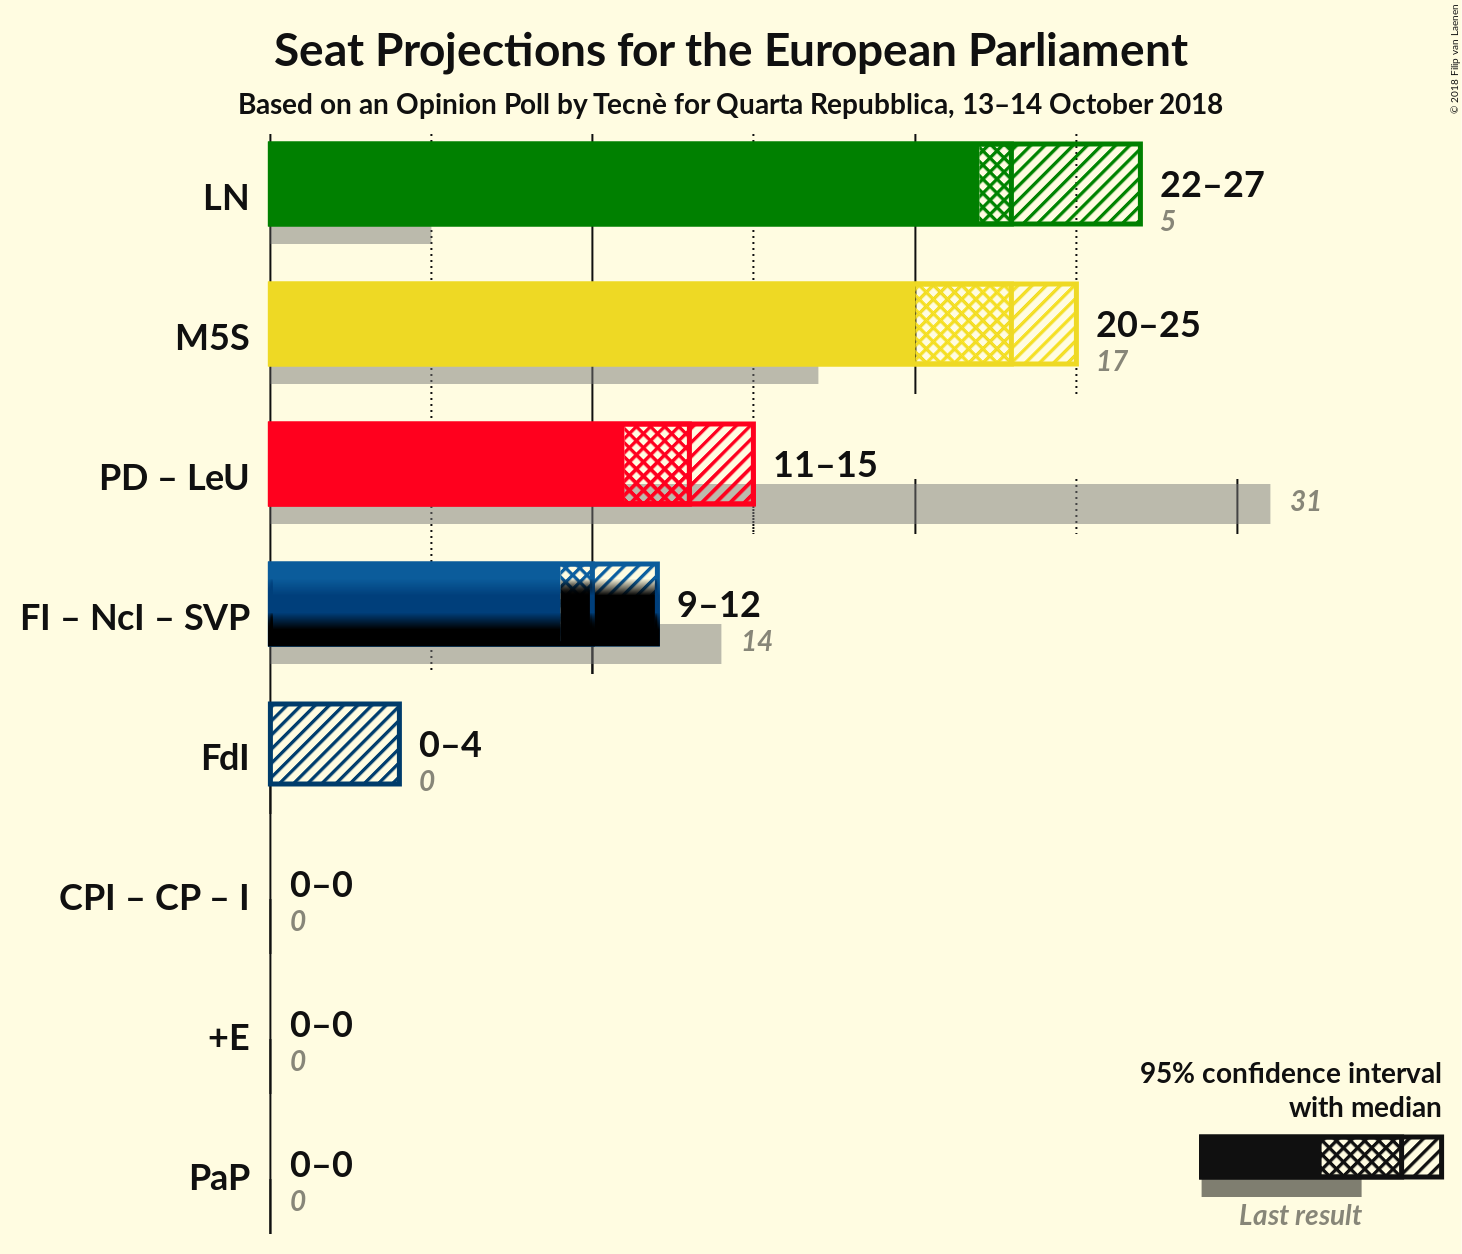 Seat Projections for the European Parliament
Based on an Opinion Poll by Tecnè for Quarta Repubblica, 13–14 October 2018
© 2018 Filip van Laenen
LN
22–27
5
M5S
20–25
17
PD – LeU
11–15
31
FI – NcI – SVP
9–12
14
FdI
0–4
0
CPI – CP – I
0–0
0
+E
0–0
0
PaP
0–0
0
95% confidence interval
with median
Last result